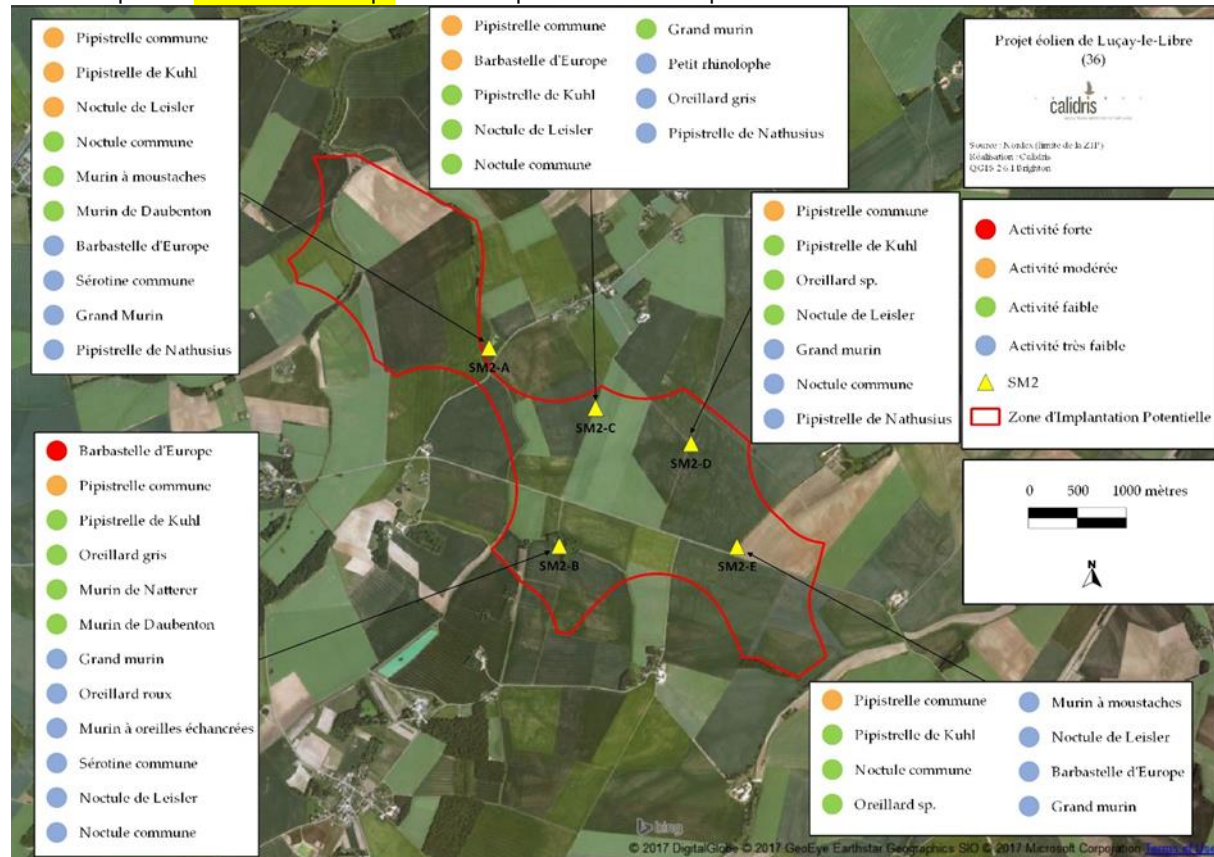 Pipistrelle commune
Pipistrelle de Kuhl
Noctule de Leisler
Noctule commune
Murin à moustaches
Murin de Daubenton
Barbastelle d'Europe
Sérotine commune
Grand Murin
Pipistrelle de Nathusius
Pipistrelle commune
Barbastelle d'Europe
Pipistrelle de Kuhl
Noctule de Leisler
Noctule commune
Grand murin
Petit rhinolophe
Oreillard gris
Pipistrelle de Nathusius
Projet éolien de Luçay-le-Libre
(36)
calidris
Source : Nordex (limite de la ZIP)
Réalisation : Calidris
QGIS 2.6.1 Brighton
Pipistrelle commune
Pipistrelle de Kuhl
Oreillard sp.
Noctule de Leisler
Grand murin
Noctule commune
Pipistrelle de Nathusius
Activité forte
Activité modérée
Activité faible
Activité très faible
SM2
Zone d'Implantation Potentielle
SM2-A
SM2-C
SM2-D
SM2-B
SM2-E
0 500 1000 mètres
N
Barbastelle d'Europe
Pipistrelle commune
Pipistrelle de Kuhl
Oreillard gris
Murin de Natterer
Murin de Daubenton
Grand murin
Oreillard roux
Murin à oreilles échancrées
Sérotine commune
Noctule de Leisler
Noctule commune
Pipistrelle commune
Pipistrelle de Kuhl
Noctule commune
Oreillard sp.
Murin à moustaches
Noctule de Leisler
Barbastelle d'Europe
Grand murin
bing
© 2017 DigitalGlobe © 2017 GeoEye Earthstar Geographics SIO © 2017 Microsoft Corporation Terms of Use